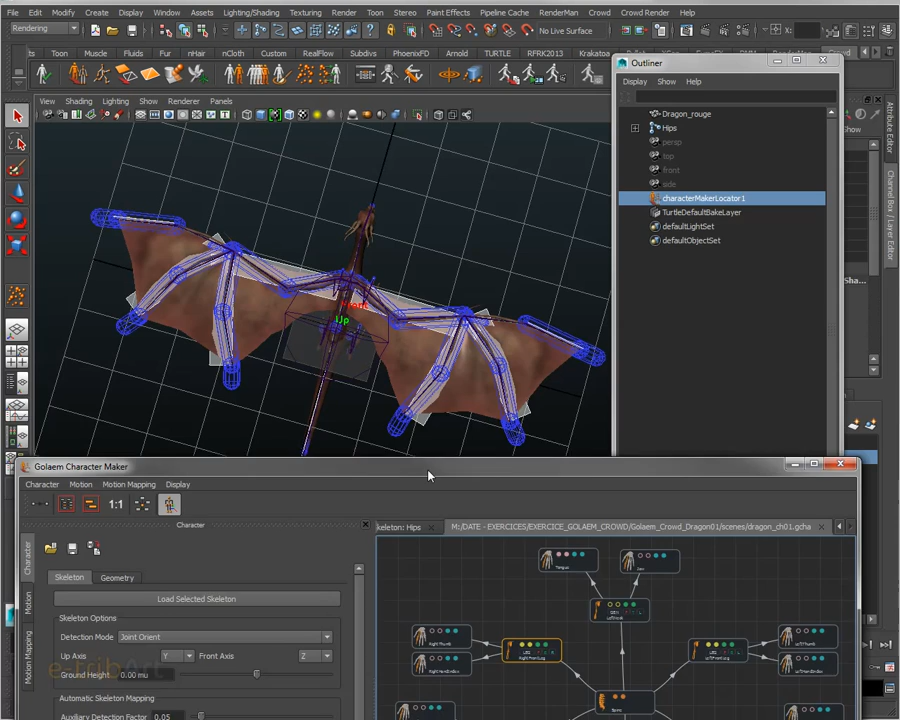 File Edit Modify Create Display Window Assets Lighting/Shading Texturing Render Toon Stereo Paint Effects Pipeline Cache RenderMan Crowd Crowd Render Help
Rendering
No Live Surface
X:
Toon Muscle Fluids Fur nHair nCloth Custom RealFlow Subdivs PhoenixFD Arnold TURTLE RFRK2013 Krakatoa
View Shading Lighting Show Renderer Panels
Outliner
Display Show Help
Dragon_rouge
Hips
persp
top
front
side
characterMakerLocator1
TurtleDefaultBakeLayer
defaultLightSet
defaultObjectSet
Show
Attribute Editor
Channel Box / Layer Editor
Sha...
Front
Up
Golaem Character Maker
Character Motion Motion Mapping Display
1:1
Character
keleton: Hips
M:/DATE - EXERCICES/EXERCICE_GOLAEM_CROWD/Golaem_Crowd_Dragon01/scenes/dragon_ch01.gcha
Character
Motion
Motion Mapping
Skeleton Geometry
Load Selected Skeleton
Skeleton Options
Detection Mode Joint Orient
Up Axis Y Front Axis Z
Ground Height 0.00 mu
Automatic Skeleton Mapping
Auxiliary Detection Factor 0.05
e-tribArt
Tongue
Jaw